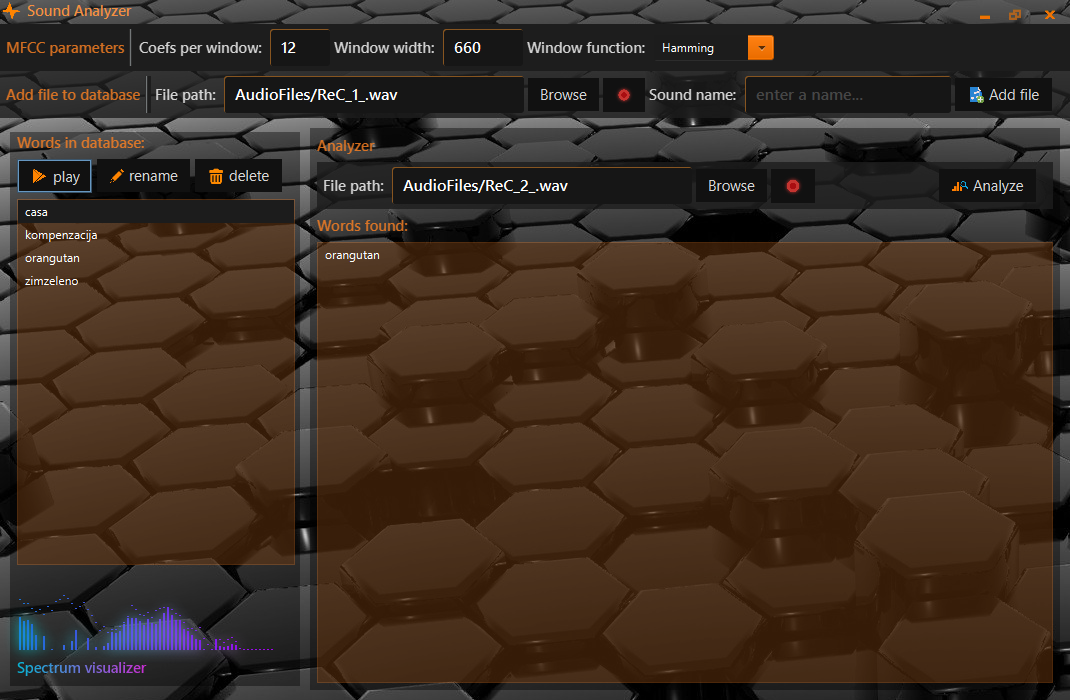 Sound Analyzer
MFCC parameters Coefs per window: 12 Window width: 660 Window function: Hamming
Add file to database File path: AudioFiles/ReC_1_.wav Browse Sound name: enter a name... Add file
Words in database:
play rename delete
casa
kompenzacija
orangutan
zimzeleno
Spectrum visualizer
Analyzer
File path: AudioFiles/ReC_2_.wav Browse Analyze
Words found:
orangutan